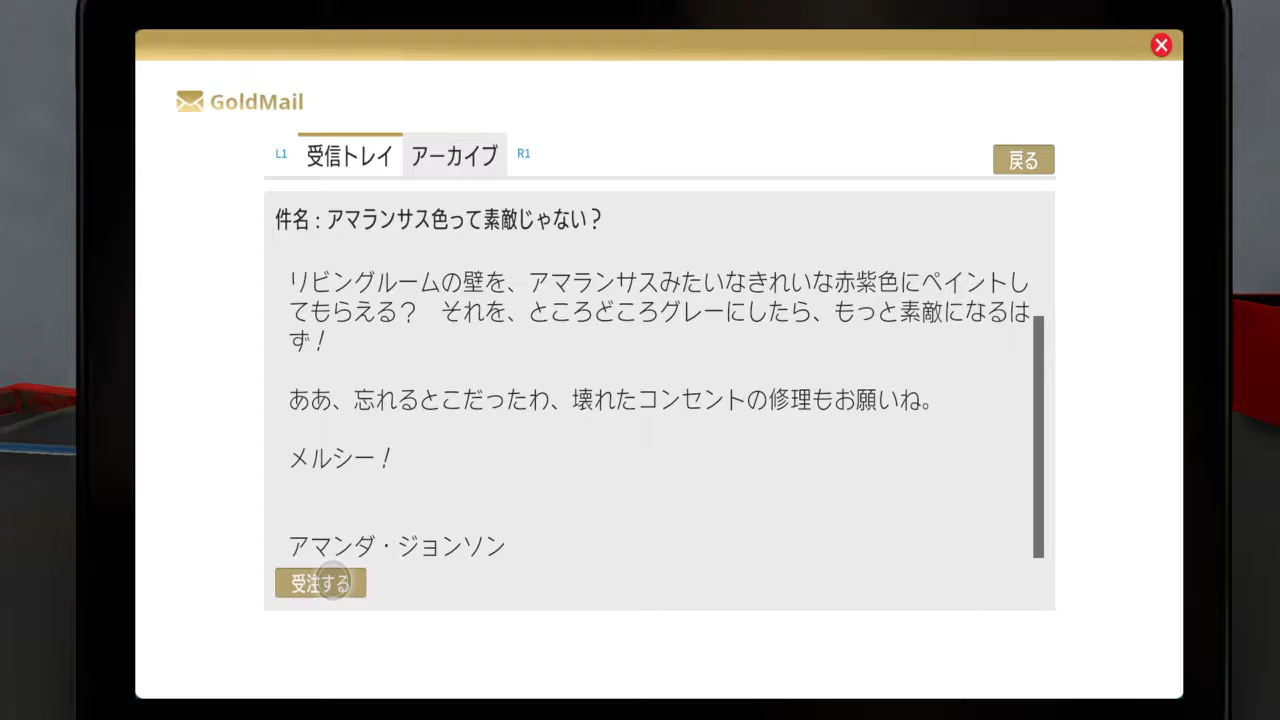 GoldMail
L1 受信トレイ アーカイブ R1
戻る
件名 : アマランサス色って素敵じゃない？
リビングルームの壁を、アマランサスみたいなきれいな赤紫色にペイントし
てもらえる？　それを、ところどころグレーにしたら、もっと素敵になるは
ず！
ああ、忘れるとこだったわ、壊れたコンセントの修理もお願いね。
メルシー！
アマンダ・ジョンソン
受注する